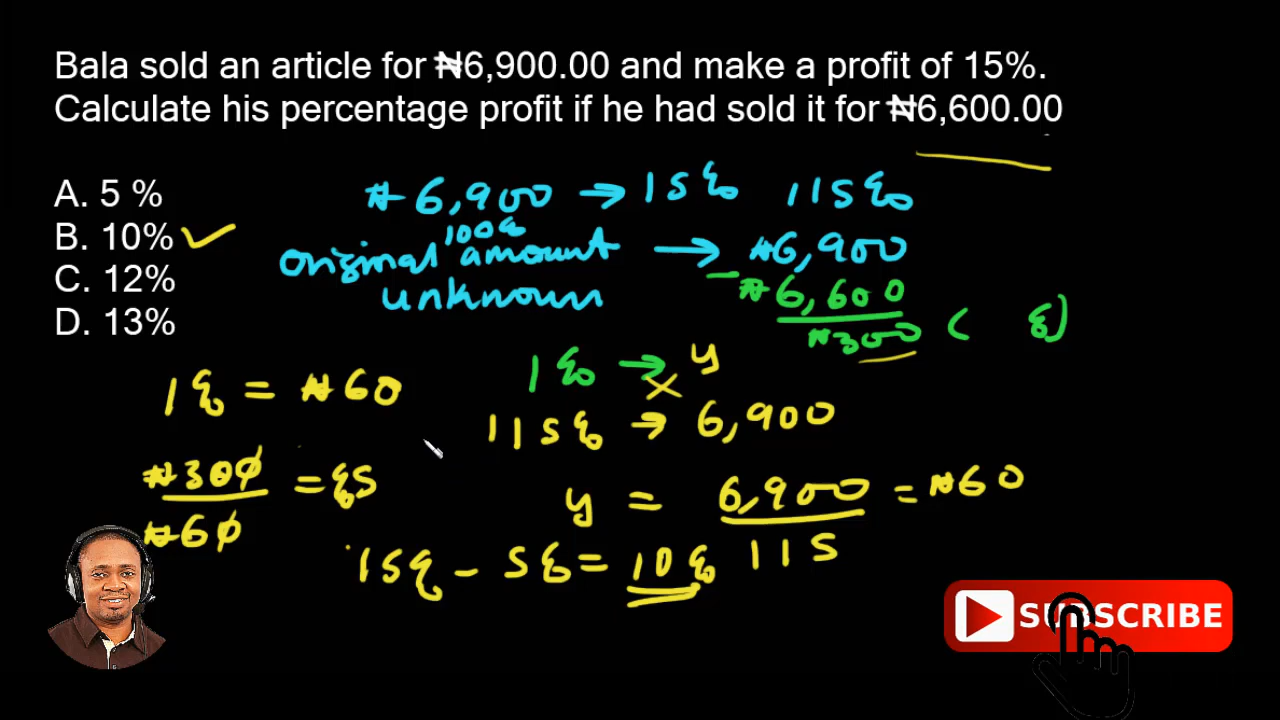 Bala sold an article for ₦6,900.00 and make a profit of 15%.
Calculate his percentage profit if he had sold it for ₦6,600.00
A. 5 %
B. 10%
C. 12%
D. 13%
₦6,900 → 15% 115%
100%
original amount → ₦6,900
unknown
- ₦6,600
₦300 ( %)
1% → y
1% = ₦60
115% → 6,900
₦300 = %5
₦60
y = 6,900 = ₦60
115
15% - 5% = 10%
SUBSCRIBE